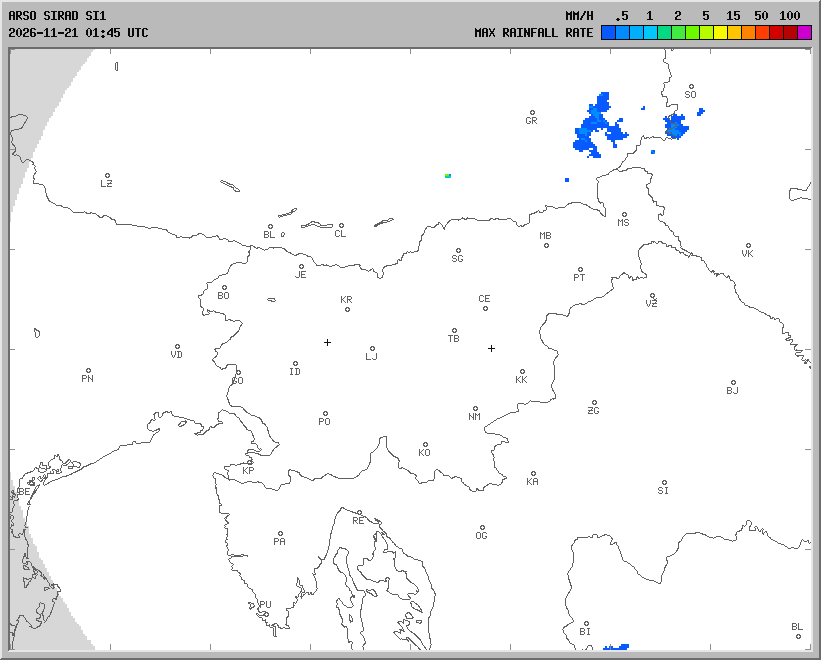 ARSO SIRAD SI1
2026-11-21 01:45 UTC
MM/H .5 1 2 5 15 50 100
MAX RAINFALL RATE
SO
GR
LZ
MS
BL
CL
MB
VK
SG
JE
PT
BO
KR
CE
VZ
TB
VD
LJ
ID
PN
GO
KK
BJ
ZG
NM
PO
KO
KP
KA
BE
SI
RE
OG
PA
PU
BI
BL